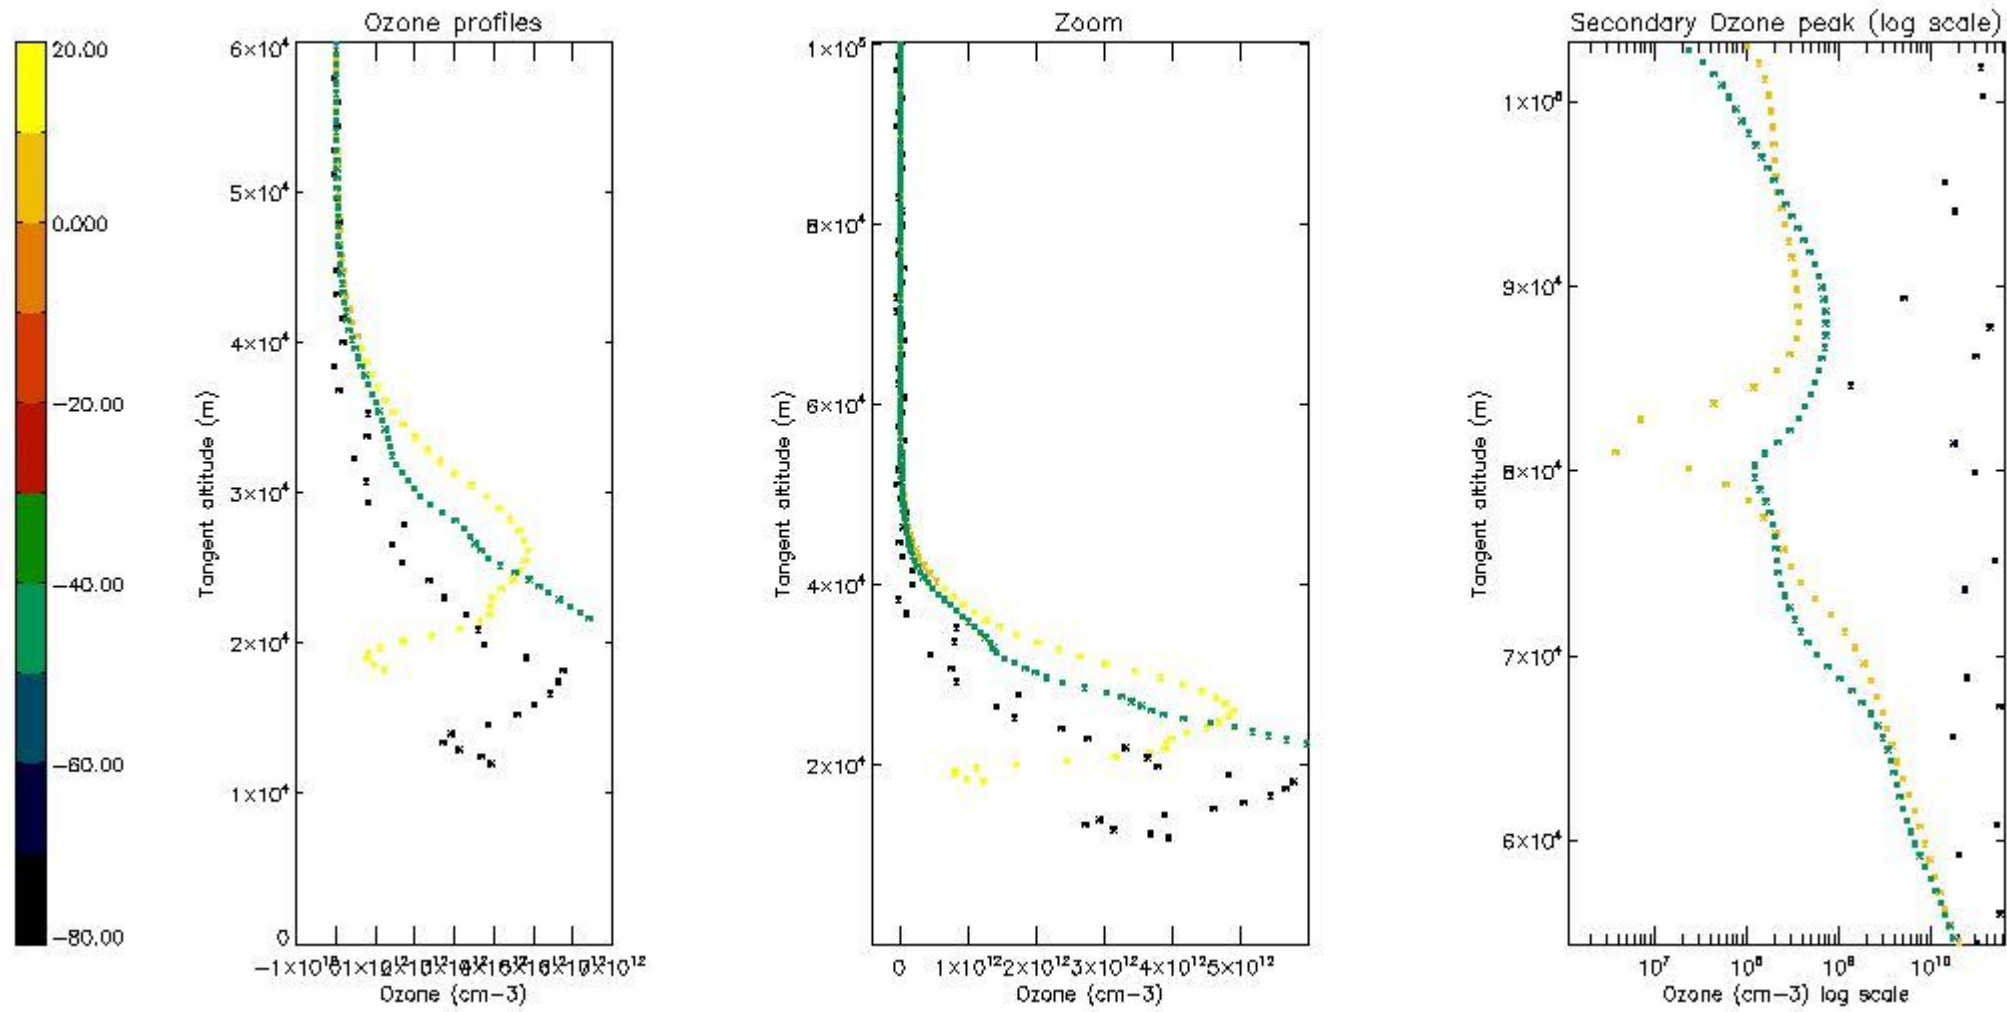 Ozone profiles
Zoom
Secondary Ozone peak (log scale)
20.00
0.000
−20.00
−40.00
−60.00
−80.00
6×10⁴
5×10⁴
4×10⁴
3×10⁴
2×10⁴
1×10⁴
0
Tangent altitude (m)
Ozone (cm−3)
1×10⁵
8×10⁴
6×10⁴
4×10⁴
2×10⁴
Tangent altitude (m)
0 1×10¹² 2×10¹² 3×10¹² 4×10¹² 5×10¹²
Ozone (cm−3)
1×10⁵
9×10⁴
8×10⁴
7×10⁴
6×10⁴
Tangent altitude (m)
10⁷ 10⁸ 10⁹ 10¹⁰
Ozone (cm−3) log scale